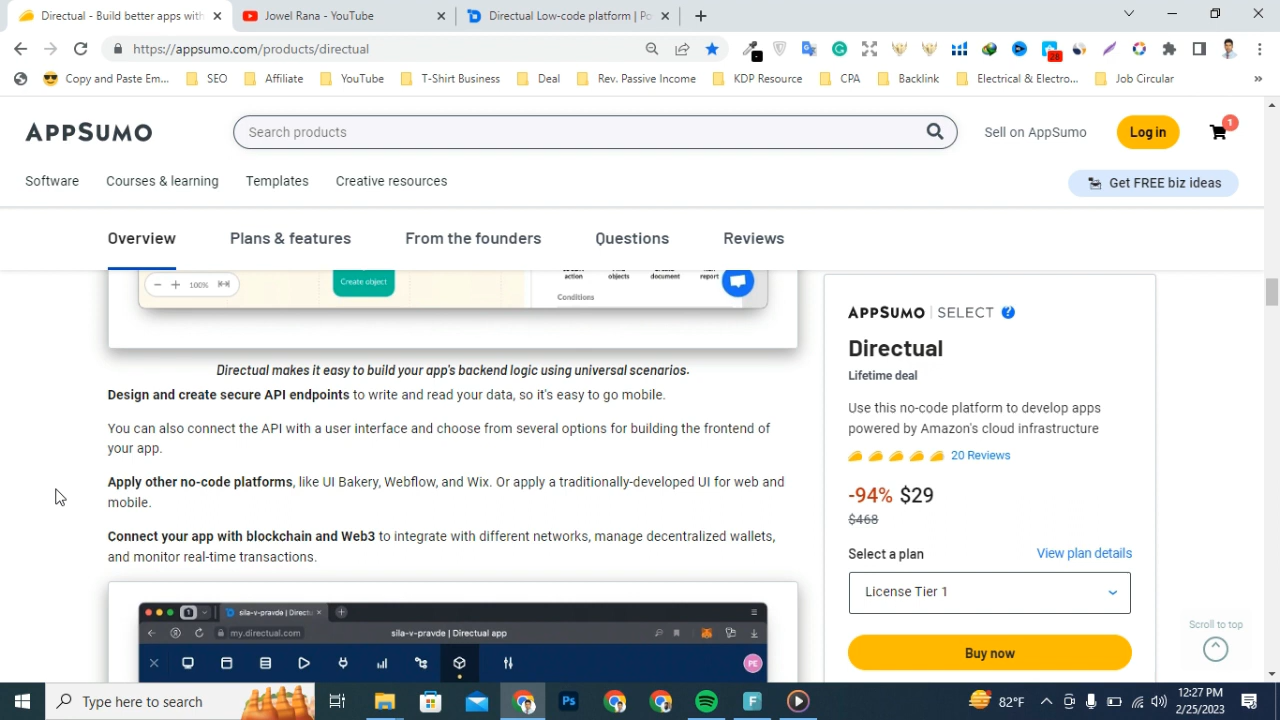 Directual - Build better apps with
Jowel Rana - YouTube
Directual Low-code platform | Po
https://appsumo.com/products/directual
28
Copy and Paste Em...
SEO
Affiliate
YouTube
T-Shirt Business
Deal
Rev. Passive Income
KDP Resource
CPA
Backlink
Electrical & Electro...
Job Circular
»
APPSUMO
Search products
Sell on AppSumo
Log in
1
Software
Courses & learning
Templates
Creative resources
Get FREE biz ideas
Overview
Plans & features
From the founders
Questions
Reviews
100%
Create object
action
objects
document
report
Conditions
Directual makes it easy to build your app's backend logic using universal scenarios.
Design and create secure API endpoints to write and read your data, so it's easy to go mobile.
You can also connect the API with a user interface and choose from several options for building the frontend of
your app.
Apply other no-code platforms, like UI Bakery, Webflow, and Wix. Or apply a traditionally-developed UI for web and
mobile.
Connect your app with blockchain and Web3 to integrate with different networks, manage decentralized wallets,
and monitor real-time transactions.
1
sila-v-pravde | Directu
my.directual.com
sila-v-pravde | Directual app
PE
APPSUMO | SELECT ?
Directual
Lifetime deal
Use this no-code platform to develop apps
powered by Amazon's cloud infrastructure
20 Reviews
-94% $29
$468
Select a plan
View plan details
License Tier 1
Buy now
Scroll to top
Type here to search
Ps
F
82°F
12:27 PM
2/25/2023